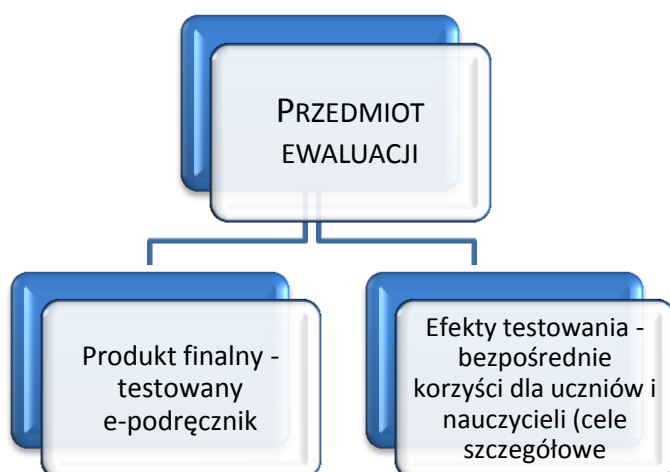 PRZEDMIOT
EWALUACJI
Produkt finalny -
testowany
e-podręcznik
Efekty testowania -
bezpośrednie
korzyści dla uczniów i
nauczycieli (cele
szczegółowe